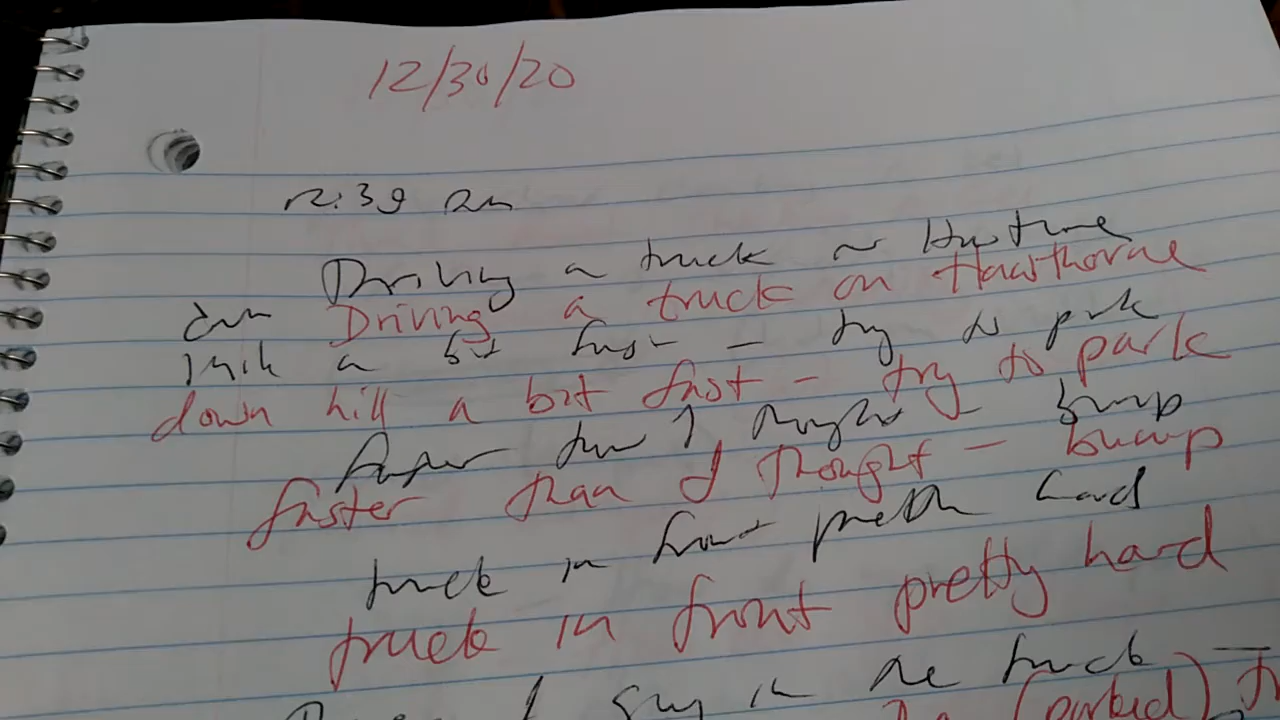 12/30/20
2:39 am
Driving a truck on Hawthorne
down Driving a truck on Hawthorne
hill a bit fast - try to park
down hill a bit fast - try to park
faster than I thought - bump
faster than I thought - bump
truck in front pretty hard
truck in front pretty hard
I in the truck
(parked)